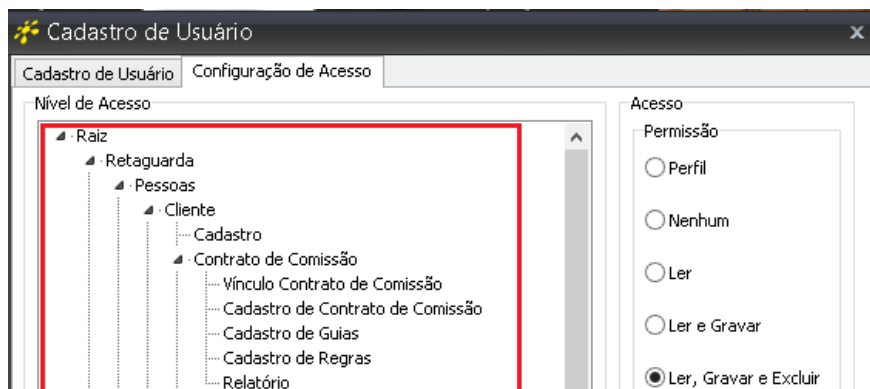 Cadastro de Usuário
Cadastro de Usuário
Configuração de Acesso
Nível de Acesso
Raiz
Retaguarda
Pessoas
Cliente
Cadastro
Contrato de Comissão
Vínculo Contrato de Comissão
Cadastro de Contrato de Comissão
Cadastro de Guias
Cadastro de Regras
Relatório
Acesso
Permissão
Perfil
Nenhum
Ler
Ler e Gravar
Ler, Gravar e Excluir